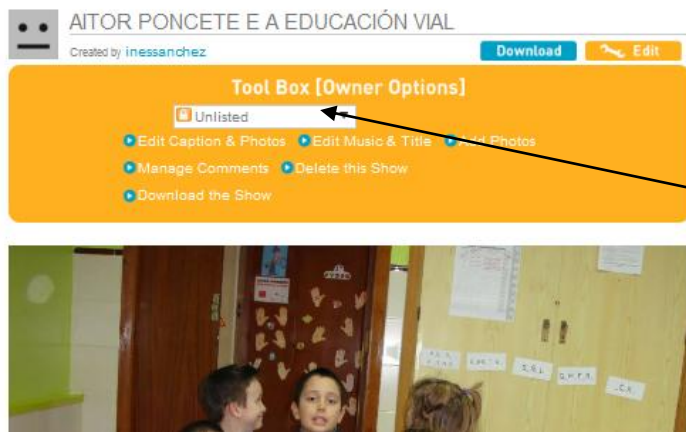 AITOR PONCETE E A EDUCACIÓN VIAL
Created by inessanchez
Download Edit
Tool Box [Owner Options]
Unlisted
Edit Caption & Photos Edit Music & Title Add Photos
Manage Comments Delete this Show
Download the Show